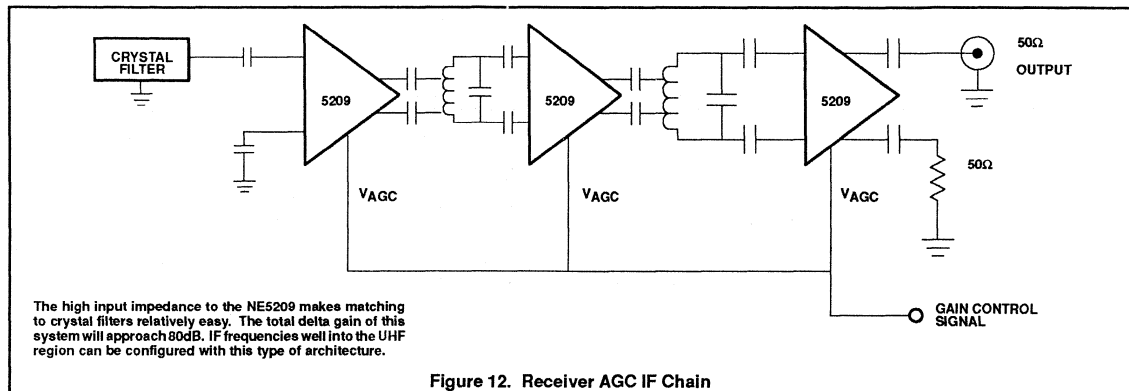 CRYSTAL
FILTER
5209
5209
5209
50Ω
OUTPUT
50Ω
VAGC
VAGC
VAGC
GAIN CONTROL
SIGNAL
The high input impedance to the NE5209 makes matching
to crystal filters relatively easy. The total delta gain of this
system will approach 80dB. IF frequencies well into the UHF
region can be configured with this type of architecture.
Figure 12. Receiver AGC IF Chain